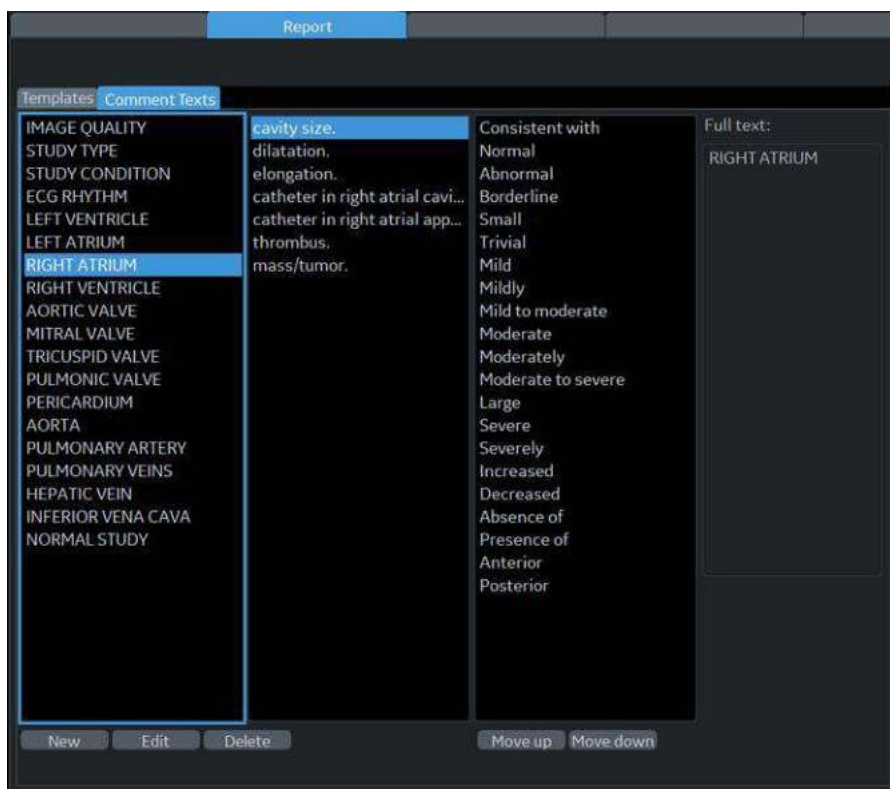 Report
Templates Comment Texts
IMAGE QUALITY
STUDY TYPE
STUDY CONDITION
ECG RHYTHM
LEFT VENTRICLE
LEFT ATRIUM
RIGHT ATRIUM
RIGHT VENTRICLE
AORTIC VALVE
MITRAL VALVE
TRICUSPID VALVE
PULMONIC VALVE
PERICARDIUM
AORTA
PULMONARY ARTERY
PULMONARY VEINS
HEPATIC VEIN
INFERIOR VENA CAVA
NORMAL STUDY
cavity size.
dilatation.
elongation.
catheter in right atrial cavi...
catheter in right atrial app...
thrombus.
mass/tumor.
Consistent with
Normal
Abnormal
Borderline
Small
Trivial
Mild
Mildly
Mild to moderate
Moderate
Moderately
Moderate to severe
Large
Severe
Severely
Increased
Decreased
Absence of
Presence of
Anterior
Posterior
Full text:
RIGHT ATRIUM
New Edit Delete Move up Move down